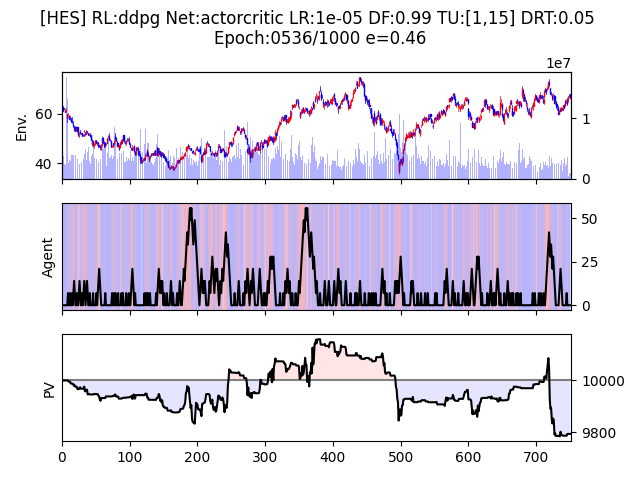 [HES] RL:ddpg Net:actorcritic LR:1e-05 DF:0.99 TU:[1,15] DRT:0.05
Epoch:0536/1000 e=0.46
1e7
Env.
60
40
1
0
Agent
50
25
0
PV
10000
9800
0 100 200 300 400 500 600 700